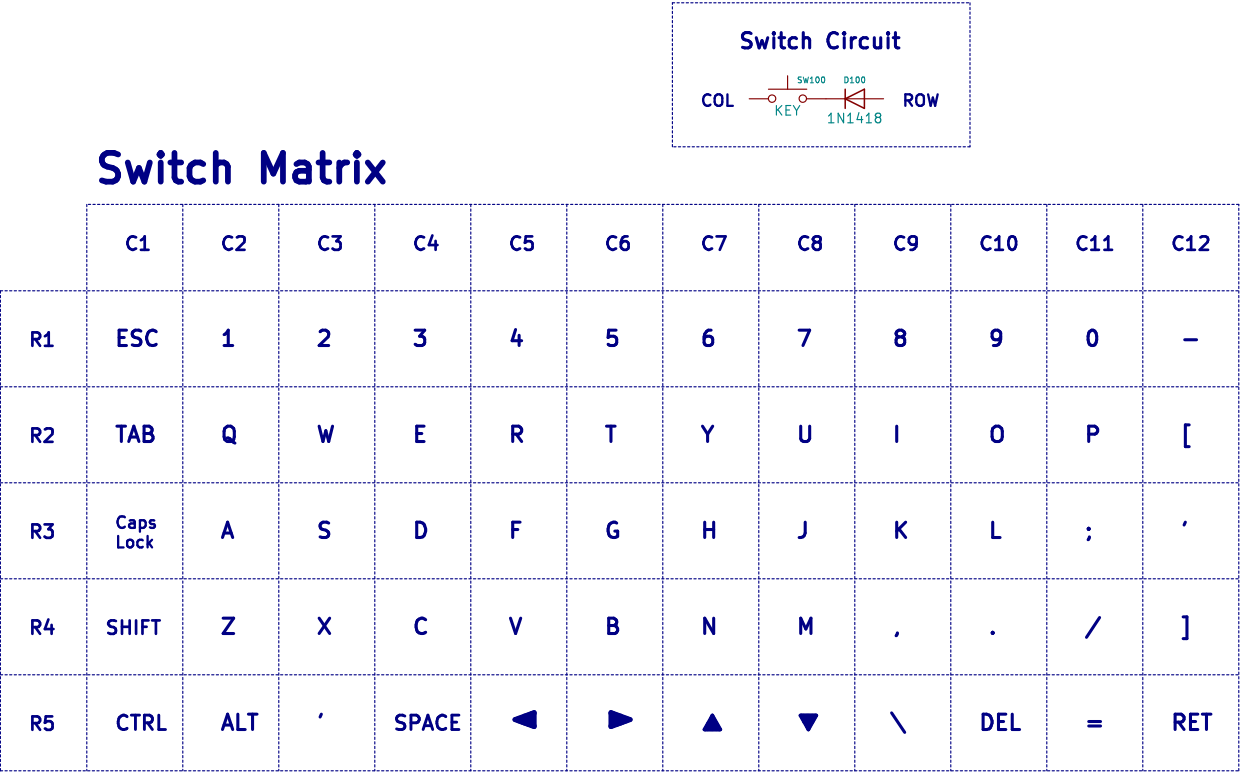 Switch Circuit
SW100 D100
COL KEY 1N1418 ROW
Switch Matrix
C1 C2 C3 C4 C5 C6 C7 C8 C9 C10 C11 C12
R1 ESC 1 2 3 4 5 6 7 8 9 0 -
R2 TAB Q W E R T Y U I O P [
R3 Caps Lock A S D F G H J K L ; '
R4 SHIFT Z X C V B N M , . / ]
R5 CTRL ALT ' SPACE ◀ ▶ ▲ ▼ \ DEL = RET